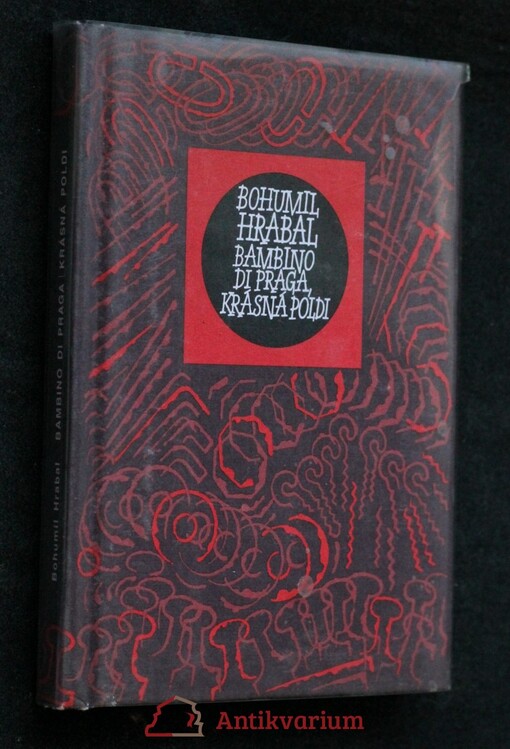 BOHUMIL
HRABAL
BAMBINO
DI PRAGA,
KRÁSNÁ POLDI
Bohumil Hrabal BAMBINO DI PRAGA \ KRÁSNÁ POLDI
Antikvarium